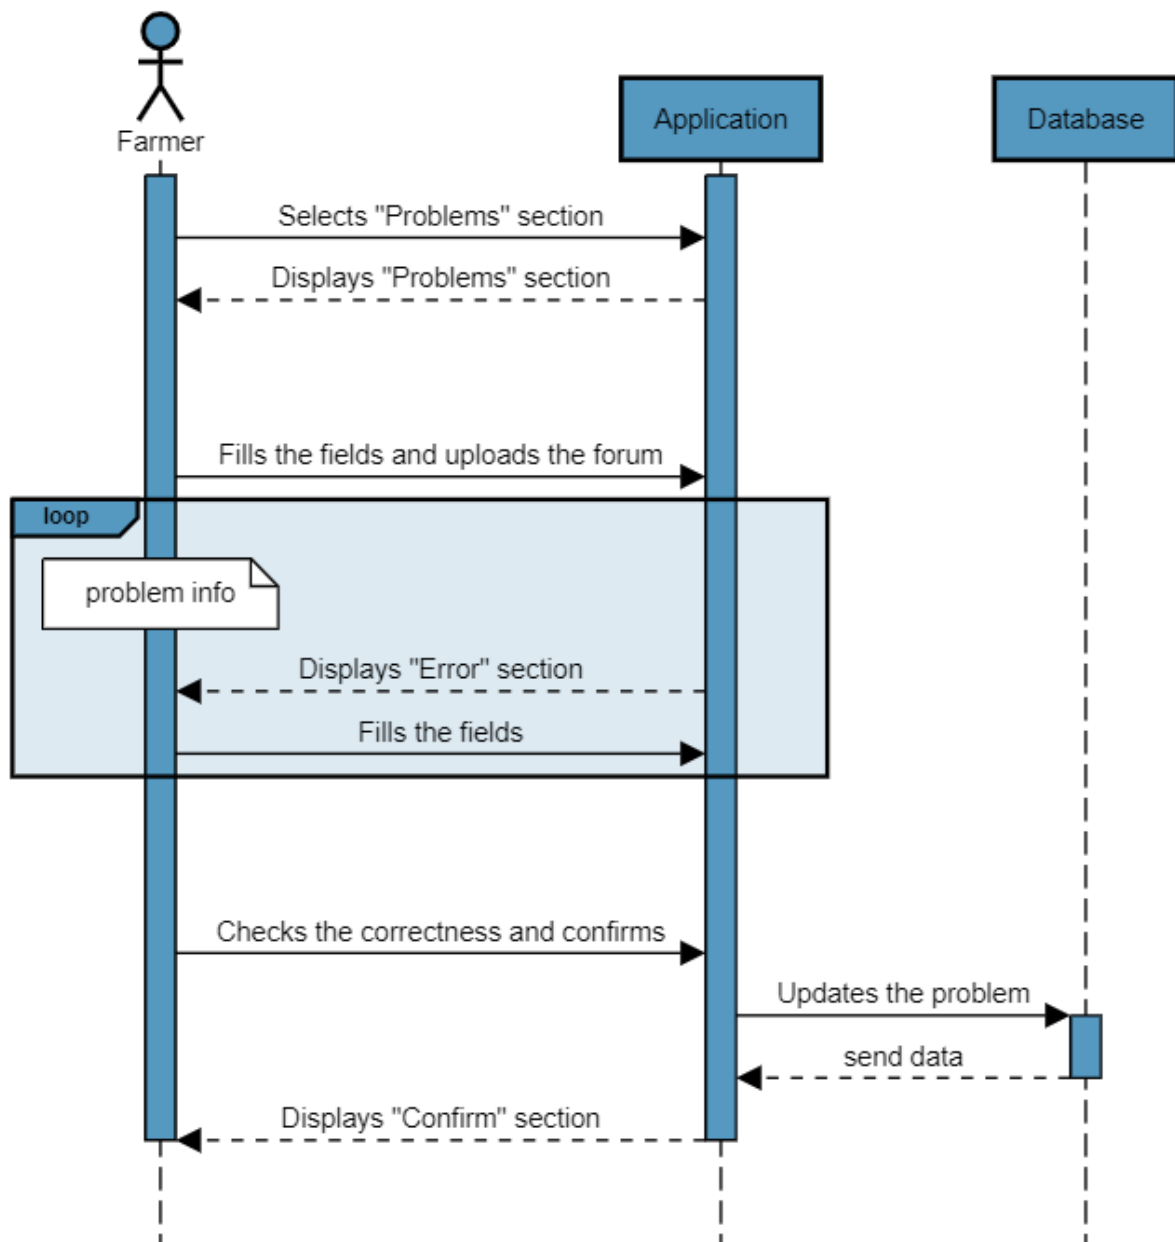 Farmer
Application
Database
Selects "Problems" section
Displays "Problems" section
Fills the fields and uploads the forum
loop
problem info
Displays "Error" section
Fills the fields
Checks the correctness and confirms
Updates the problem
send data
Displays "Confirm" section